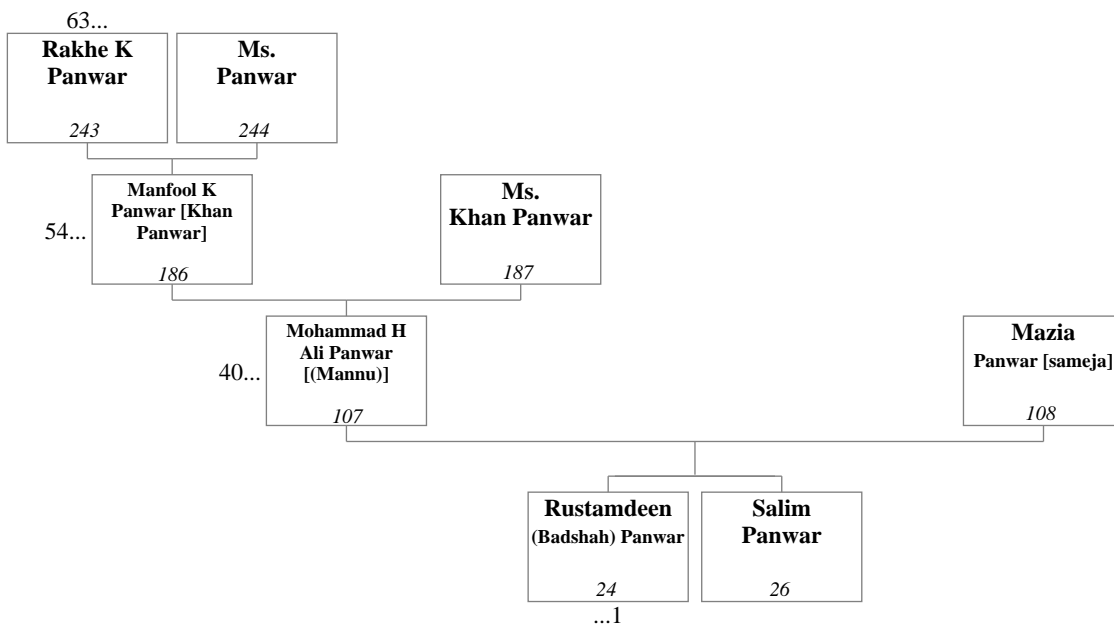 63...
Rakhe K
Panwar
243
Ms.
Panwar
244
54...
Manfool K
Panwar [Khan
Panwar]
186
Ms.
Khan Panwar
187
40...
Mohammad H
Ali Panwar
[(Mannu)]
107
Mazia
Panwar [sameja]
108
Rustamdeen
(Badshah) Panwar
24
Salim
Panwar
26
...1